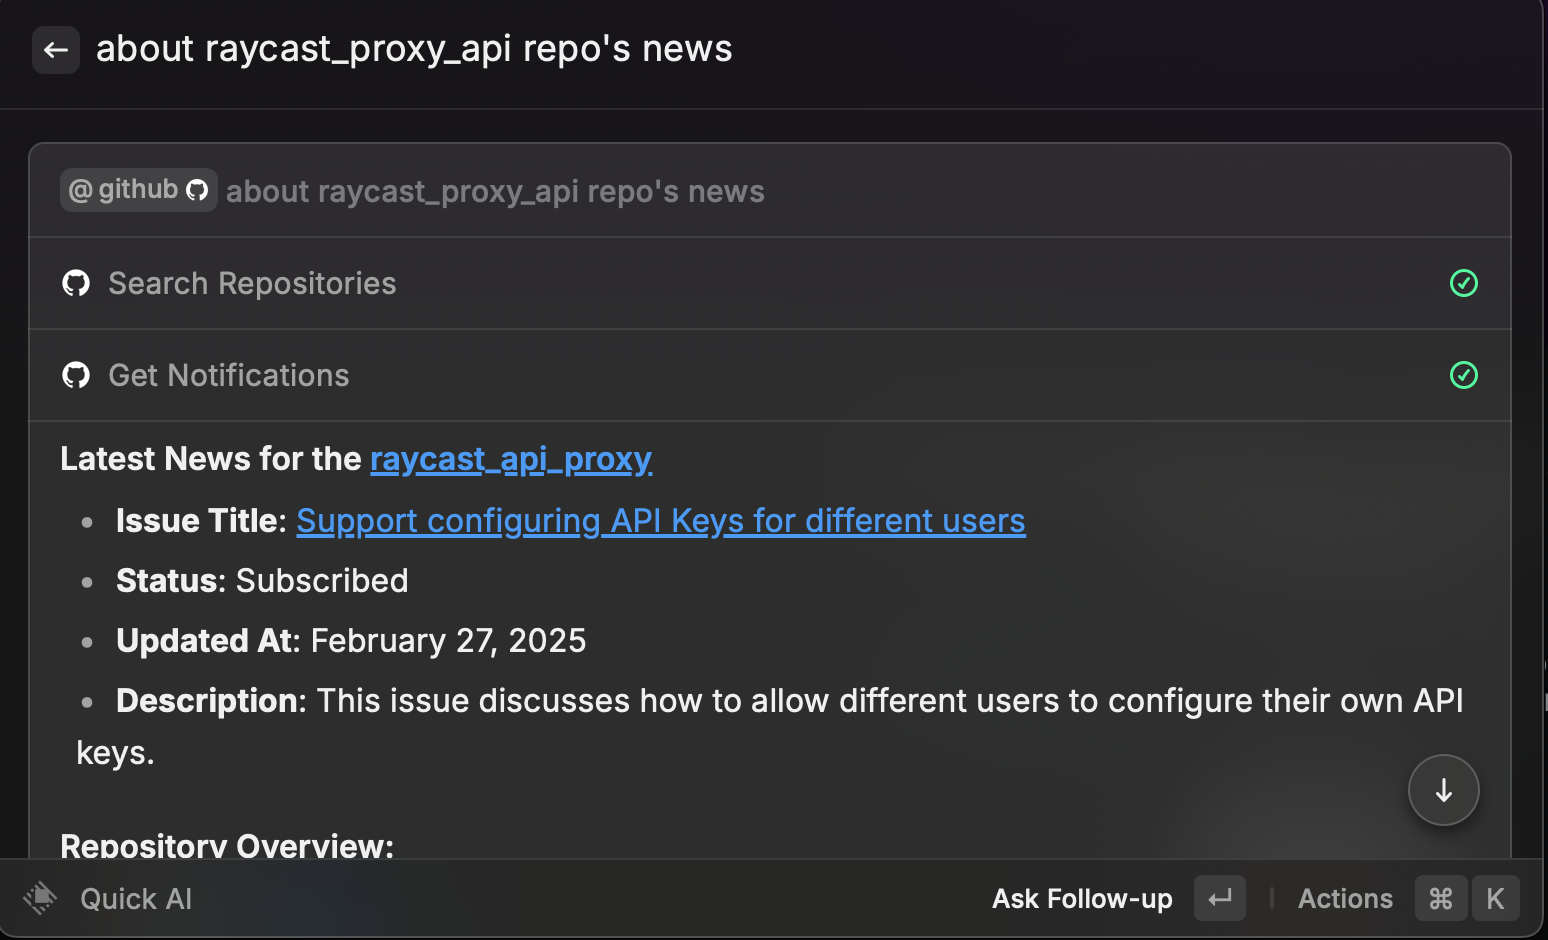 about raycast_proxy_api repo's news
@github about raycast_proxy_api repo's news
Search Repositories
Get Notifications
Latest News for the raycast_api_proxy
• Issue Title: Support configuring API Keys for different users
• Status: Subscribed
• Updated At: February 27, 2025
• Description: This issue discusses how to allow different users to configure their own API
keys.
Repository Overview:
Quick AI
Ask Follow-up
Actions
⌘ K